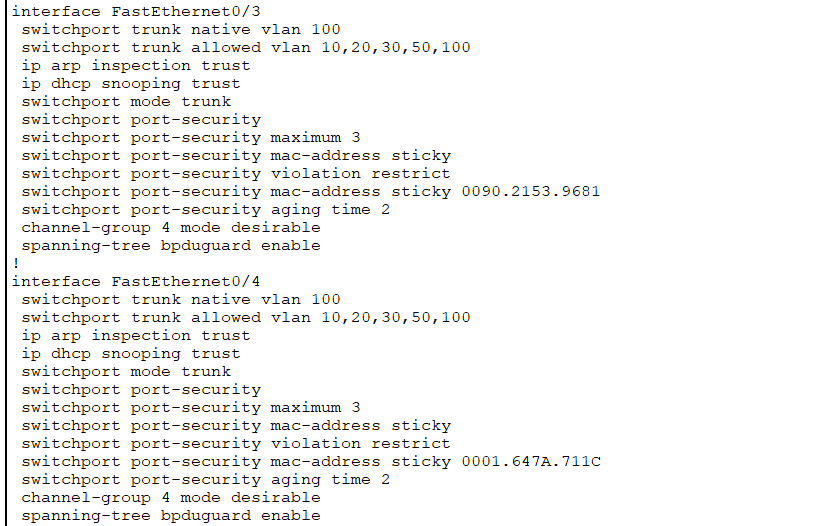 interface FastEthernet0/3
switchport trunk native vlan 100
switchport trunk allowed vlan 10,20,30,50,100
ip arp inspection trust
ip dhcp snooping trust
switchport mode trunk
switchport port-security
switchport port-security maximum 3
switchport port-security mac-address sticky
switchport port-security violation restrict
switchport port-security mac-address sticky 0090.2153.9681
switchport port-security aging time 2
channel-group 4 mode desirable
spanning-tree bpduguard enable
!
interface FastEthernet0/4
switchport trunk native vlan 100
switchport trunk allowed vlan 10,20,30,50,100
ip arp inspection trust
ip dhcp snooping trust
switchport mode trunk
switchport port-security
switchport port-security maximum 3
switchport port-security mac-address sticky
switchport port-security violation restrict
switchport port-security mac-address sticky 0001.647A.711C
switchport port-security aging time 2
channel-group 4 mode desirable
spanning-tree bpduguard enable